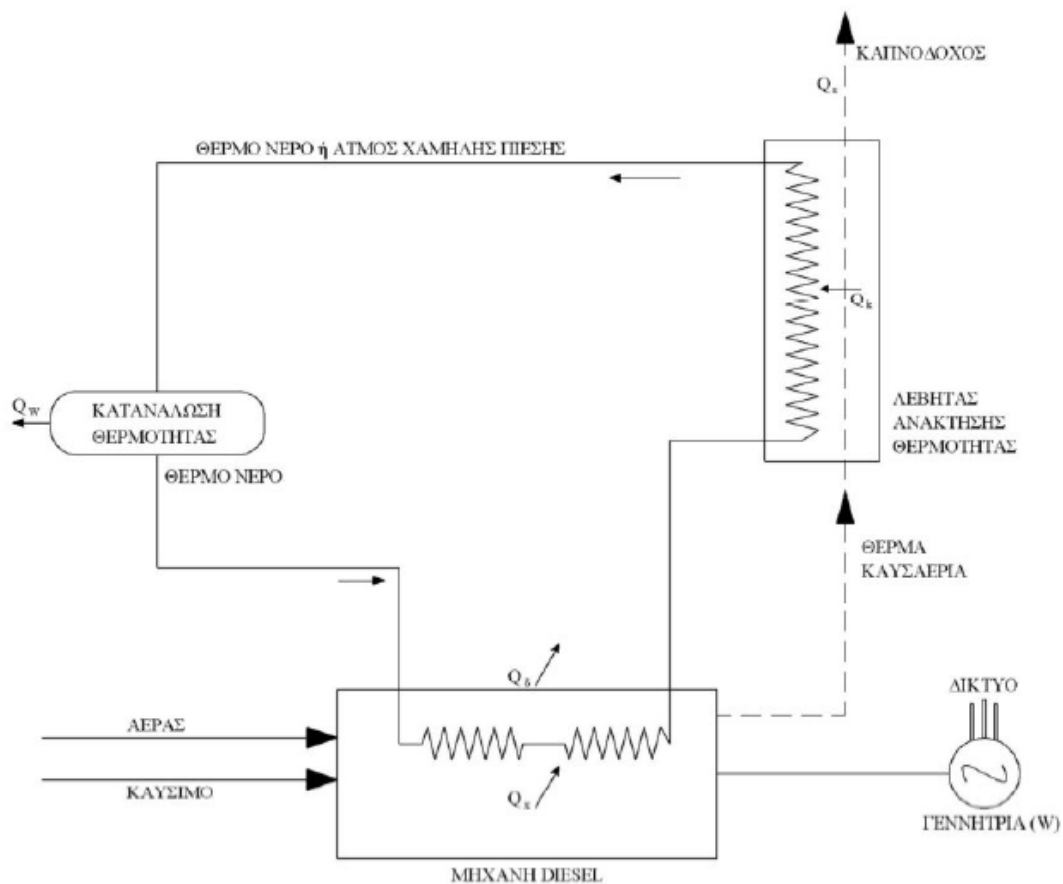 ΚΑΠΝΟΔΟΧΟΣ
Qε
ΘΕΡΜΟ ΝΕΡΟ ή ΑΤΜΟΣ ΧΑΜΗΛΗΣ ΠΙΕΣΗΣ
Qk
ΛΕΒΗΤΑΣ
ΑΝΑΚΤΗΣΗΣ
ΘΕΡΜΟΤΗΤΑΣ
QW
ΚΑΤΑΝΑΛΩΣΗ
ΘΕΡΜΟΤΗΤΑΣ
ΘΕΡΜΟ ΝΕΡΟ
ΘΕΡΜΑ
ΚΑΥΣΑΕΡΙΑ
Qδ
ΔΙΚΤΥΟ
ΑΕΡΑΣ
ΚΑΥΣΙΜΟ
Qχ
ΓΕΝΝΗΤΡΙΑ (W)
ΜΗΧΑΝΗ DIESEL